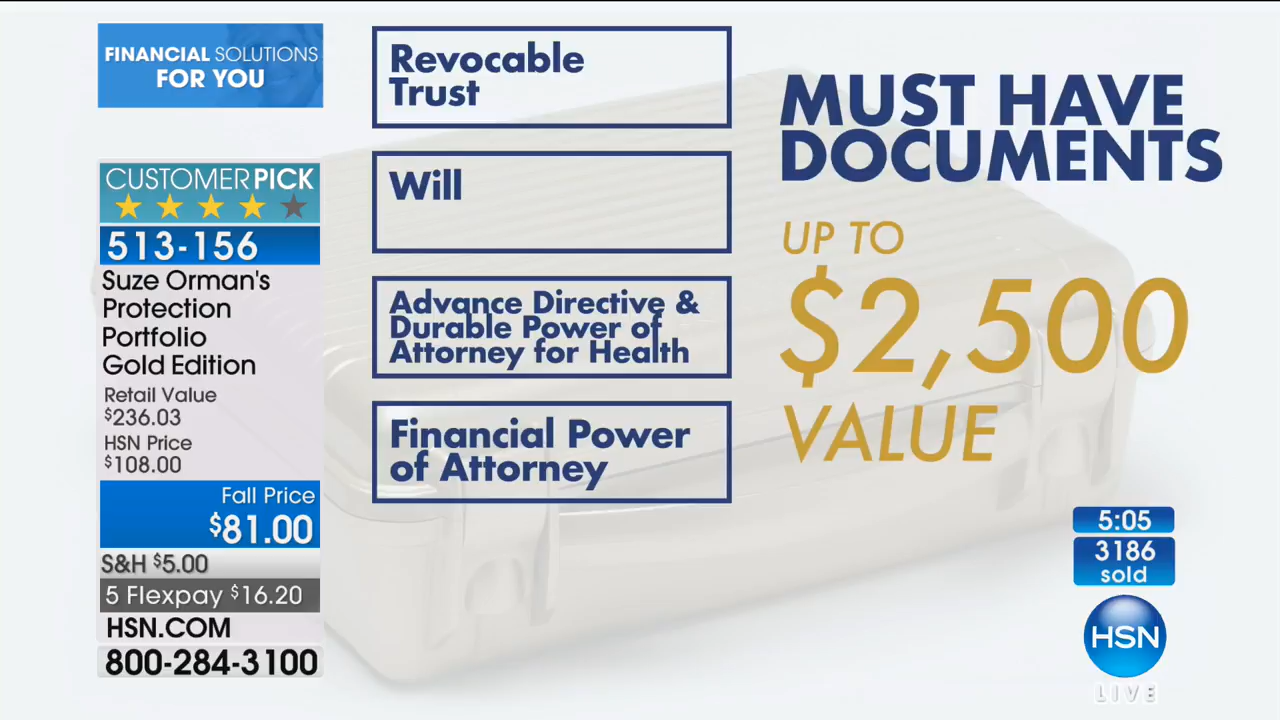 FINANCIAL SOLUTIONS
FOR YOU
CUSTOMER PICK
513-156
Suze Orman's
Protection
Portfolio
Gold Edition
Retail Value
$236.03
HSN Price
$108.00
Fall Price
$81.00
S&H $5.00
5 Flexpay $16.20
HSN.COM
800-284-3100
Revocable
Trust
Will
Advance Directive &
Durable Power of
Attorney for Health
Financial Power
of Attorney
MUST HAVE
DOCUMENTS
UP TO
$2,500
VALUE
5:05
3186
sold
HSN
LIVE